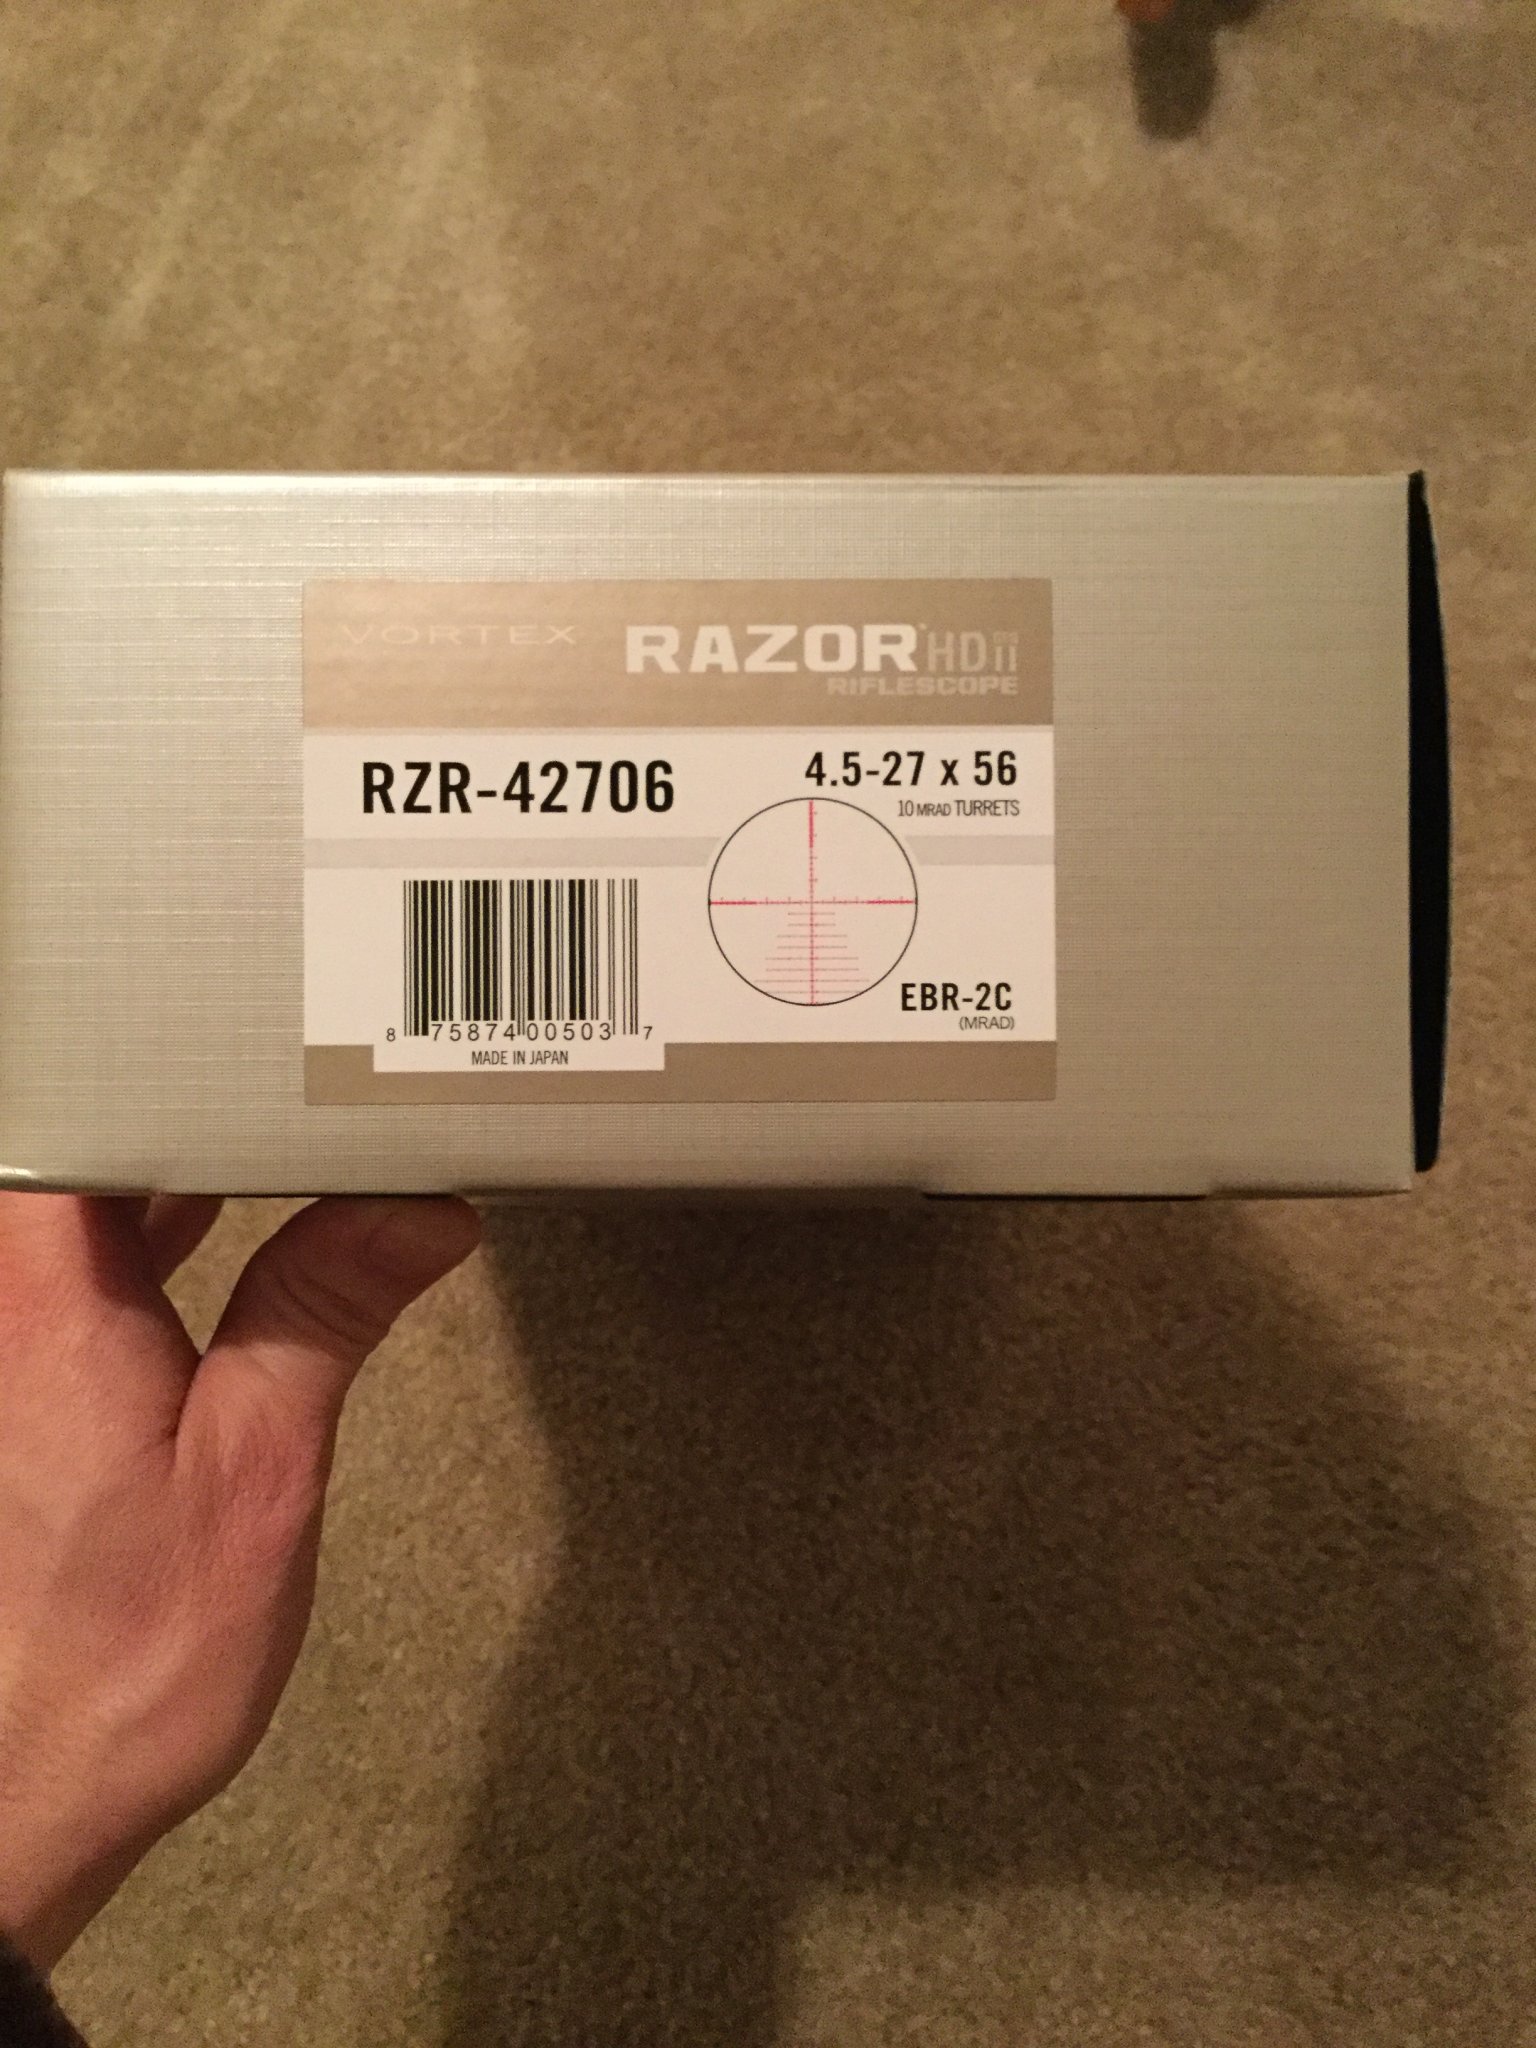 VORTEX RAZOR HD GEN II
RIFLESCOPE
RZR-42706
4.5-27 x 56
10 MRAD TURRETS
EBR-2C
(MRAD)
8 75874 00503 7
MADE IN JAPAN